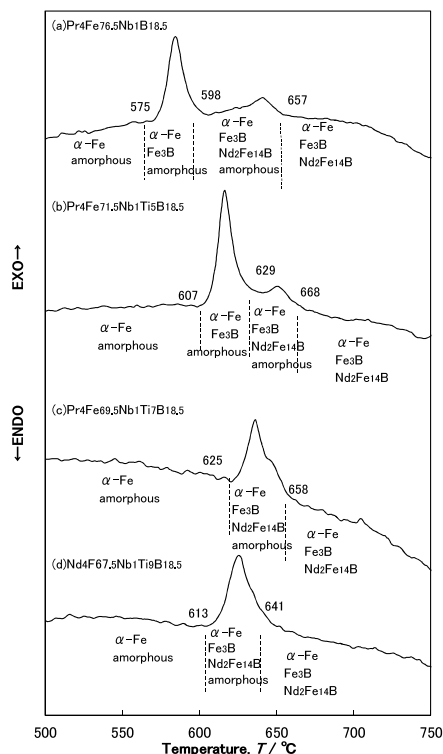 (a)Pr4Fe76.5Nb1B18.5
575
598
657
α-Fe
amorphous
α-Fe
Fe3B
amorphous
α-Fe
Fe3B
Nd2Fe14B
amorphous
α-Fe
Fe3B
Nd2Fe14B
(b)Pr4Fe71.5Nb1Ti5B18.5
607
629
668
α-Fe
amorphous
α-Fe
Fe3B
amorphous
α-Fe
Fe3B
Nd2Fe14B
amorphous
α-Fe
Fe3B
Nd2Fe14B
EXO→
←ENDO
(c)Pr4Fe69.5Nb1Ti7B18.5
625
658
α-Fe
amorphous
α-Fe
Fe3B
Nd2Fe14B
amorphous
α-Fe
Fe3B
Nd2Fe14B
(d)Nd4F67.5Nb1Ti9B18.5
613
641
α-Fe
amorphous
α-Fe
Fe3B
Nd2Fe14B
amorphous
α-Fe
Fe3B
Nd2Fe14B
500 550 600 650 700 750
Temperature, T / ℃